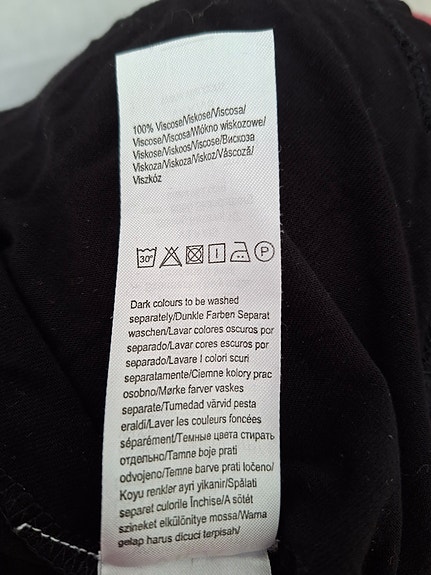 100% Viscose/Viskose/Viscosa/
Viscose/Viscosa/Włókno wiskozowe/
Viskose/Viskoos/Viscose/Вискоза
Viskoza/Viskoza/Viskoz/Vâscoză/
Viszkóz
30°
P
Dark colours to be washed
separately/Dunkle Farben Separat
waschen/Lavar colores oscuros por
separado/Lavar cores escuros por
separado/Lavare I colori scuri
separatamente/Ciemne kolory prac
osobno/Mørke farver vaskes
separate/Tumedad värvid pesta
eraldi/Laver les couleurs foncées
séparément/Темные цвета стирать
отдельно/Tamne boje prati
odvojeno/Temne barve prati ločeno/
Koyu renkler ayri yikanir/Spălati
separet culorile Închise/A sötét
szineket elkülönitye mossa/Warna
gelap harus dicuci terpisah/